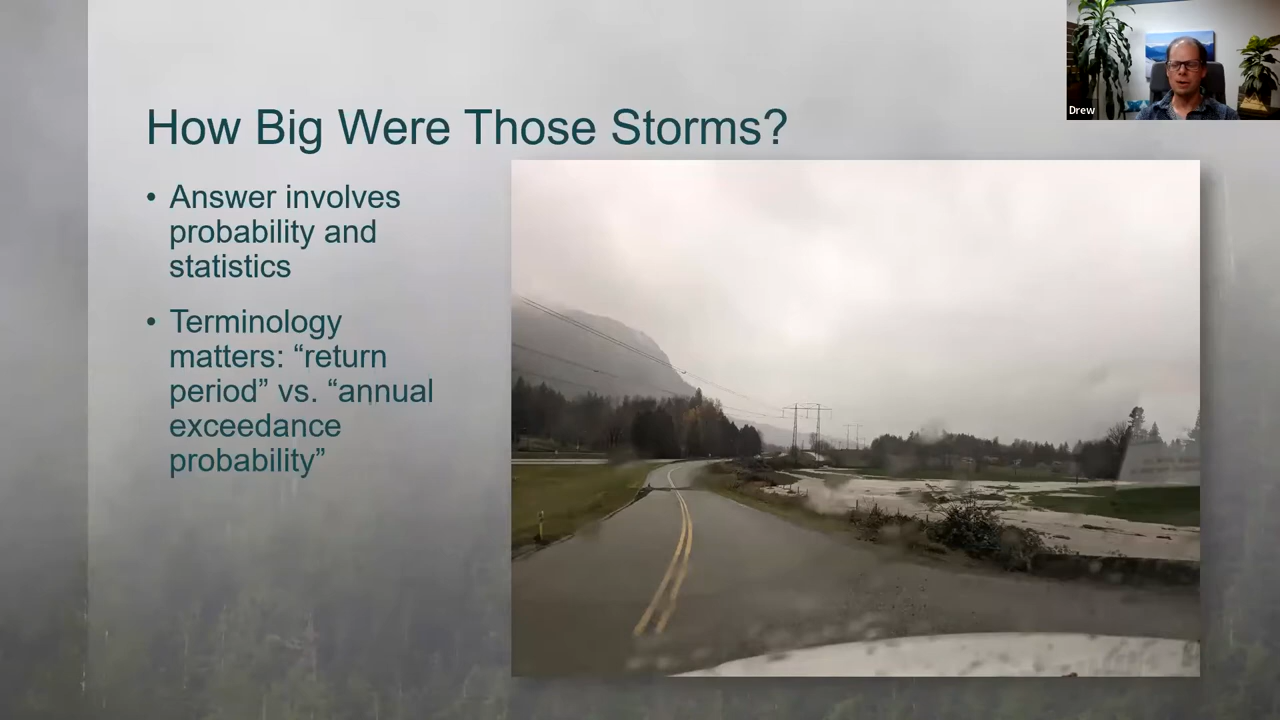 Drew
How Big Were Those Storms?
• Answer involves
probability and
statistics
• Terminology
matters: “return
period” vs. “annual
exceedance
probability”